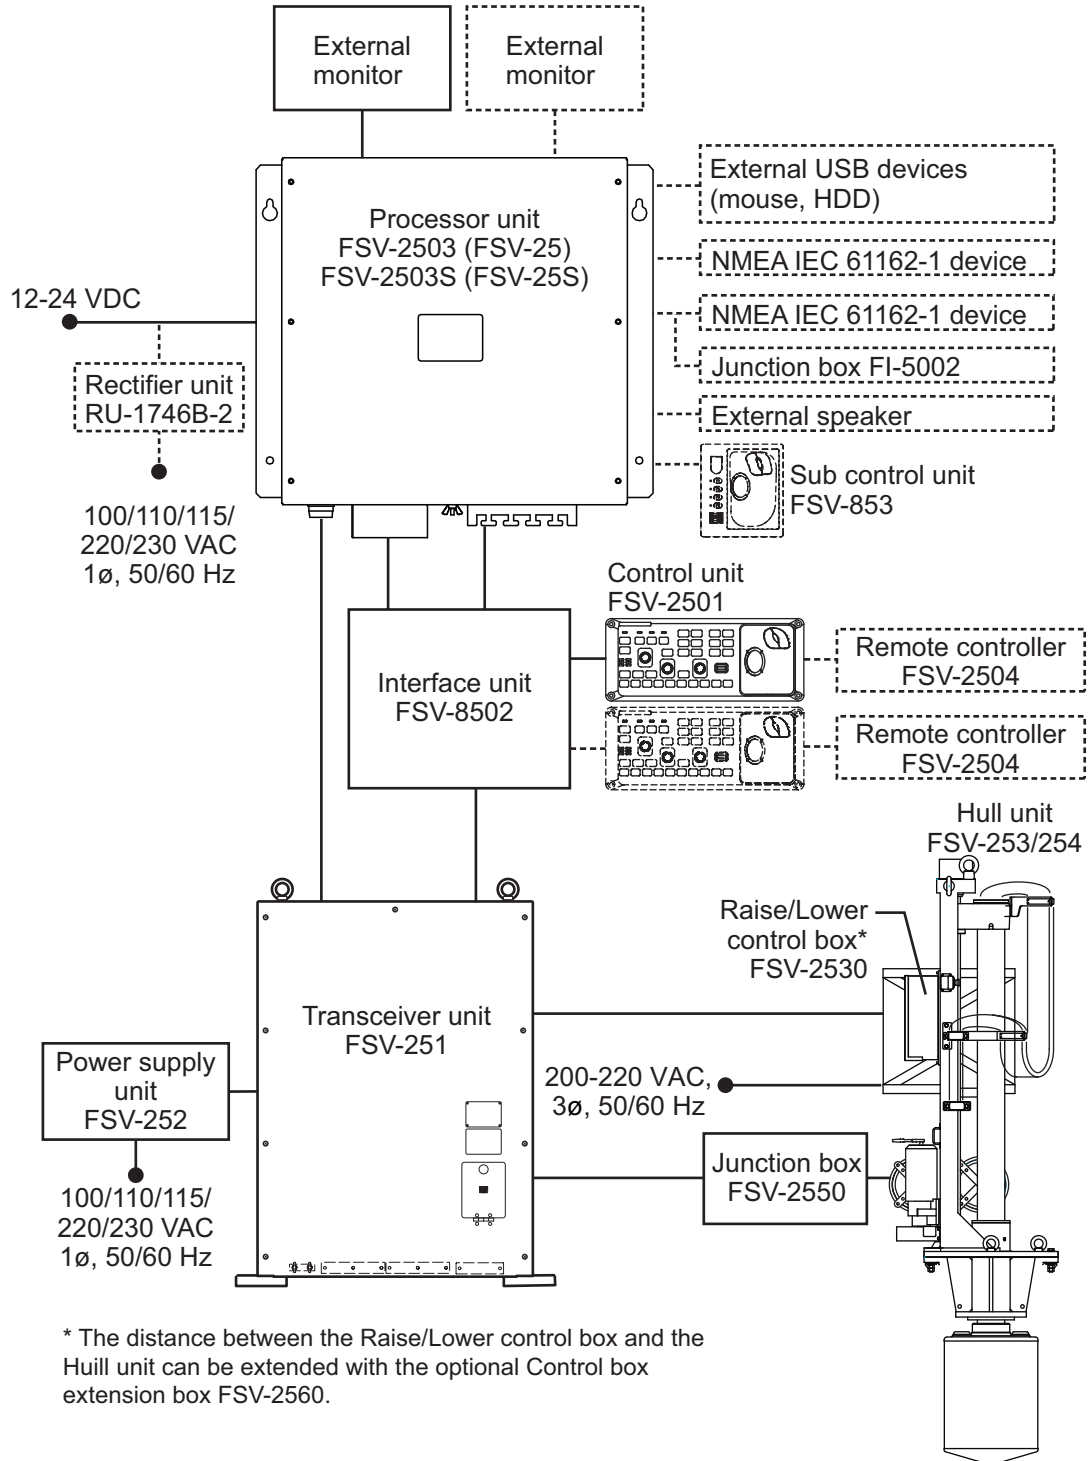 External
monitor
External
monitor
External USB devices
(mouse, HDD)
Processor unit
FSV-2503 (FSV-25)
FSV-2503S (FSV-25S)
NMEA IEC 61162-1 device
12-24 VDC
NMEA IEC 61162-1 device
Rectifier unit
RU-1746B-2
Junction box FI-5002
External speaker
Sub control unit
FSV-853
100/110/115/
220/230 VAC
1ø, 50/60 Hz
Control unit
FSV-2501
Remote controller
FSV-2504
Interface unit
FSV-8502
Remote controller
FSV-2504
Hull unit
FSV-253/254
Raise/Lower
control box*
FSV-2530
Transceiver unit
FSV-251
Power supply
unit
FSV-252
200-220 VAC,
3ø, 50/60 Hz
Junction box
FSV-2550
100/110/115/
220/230 VAC
1ø, 50/60 Hz
* The distance between the Raise/Lower control box and the
Huill unit can be extended with the optional Control box
extension box FSV-2560.